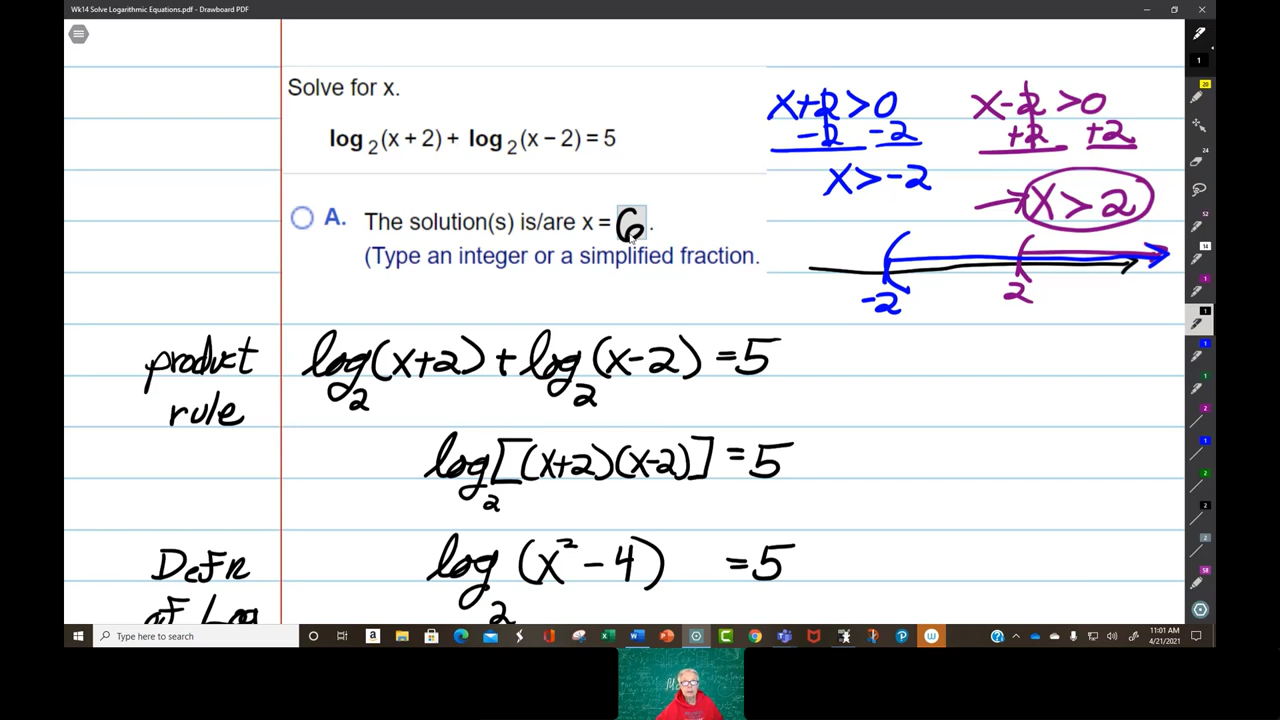 Wk14 Solve Logarithmic Equations.pdf - Drawboard PDF
Solve for x.
log 2 (x + 2) + log 2 (x − 2) = 5
A. The solution(s) is/are x = 6 .
(Type an integer or a simplified fraction.
x+2 > 0
-2 -2
x > -2
x-2 > 0
+2 +2
→ x > 2
-2 2
product rule
log2(x+2) + log2(x-2) = 5
log2[(x+2)(x-2)] = 5
Defn of Log
log2(x²-4) = 5
Type here to search
11:01 AM
4/21/2021